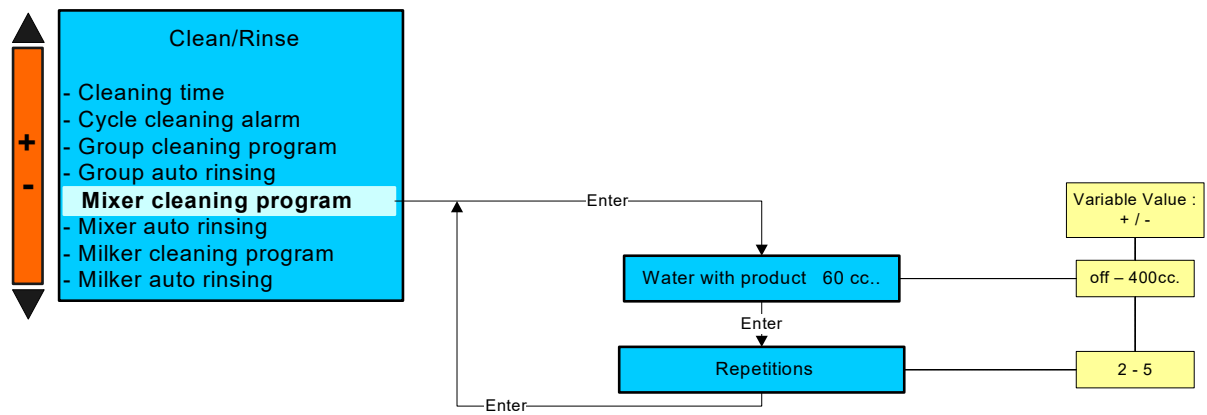 Clean/Rinse
- Cleaning time
- Cycle cleaning alarm
- Group cleaning program
- Group auto rinsing
Mixer cleaning program
- Mixer auto rinsing
- Milker cleaning program
- Milker auto rinsing
+
-
Enter
Water with product 60 cc..
Enter
Repetitions
Enter
Variable Value :
+ / -
off – 400cc.
2 - 5